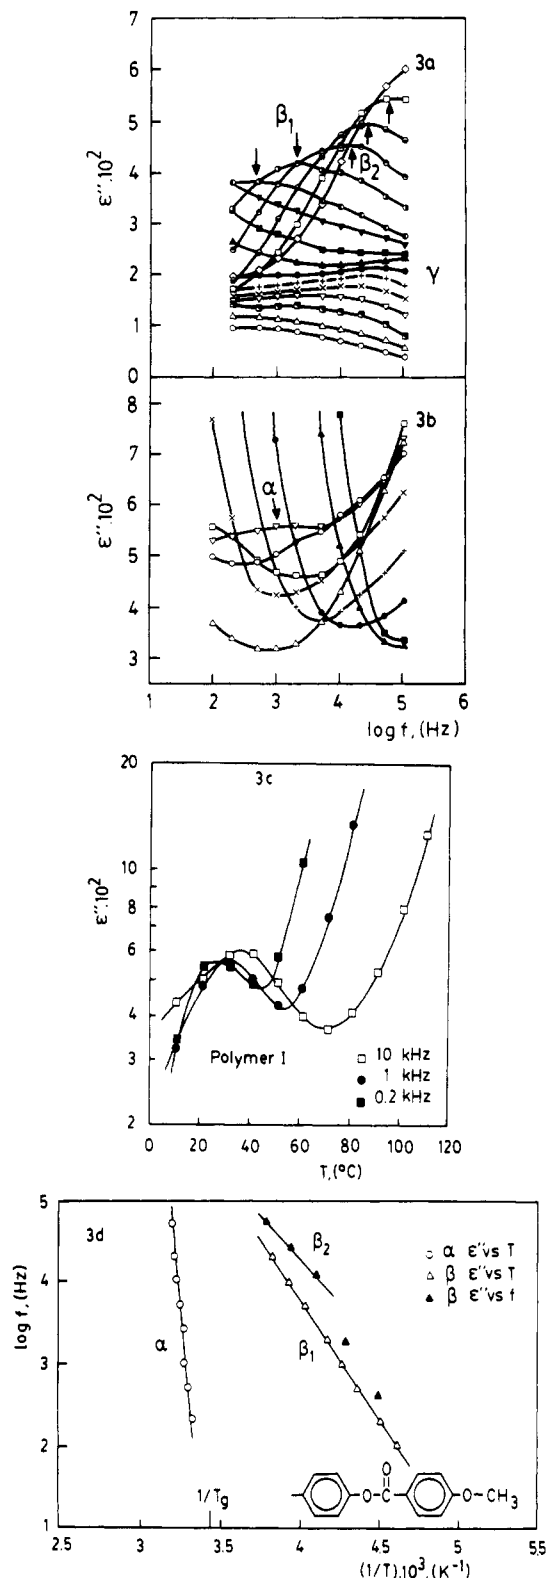 7
3a
6
β1
5
4
β2
3
ε''.10²
2
γ
1
0
8
3b
7
α
6
ε''.10²
5
4
3
1 2 3 4 5 6
log f, (Hz)
20
3c
10
8
ε''.10²
6
4
3
Polymer I
10 kHz
1 kHz
0.2 kHz
2
0 20 40 60 80 100 120
T, (°C)
5
3d
β2
α ε'' vs T
β ε'' vs T
β ε'' vs f
4
log f, (Hz)
α
β1
3
2
O
1/Tg
O-C O-CH3
1
2.5 3 3.5 4 4.5 5 5.5
(1/T).10³, (K⁻¹)